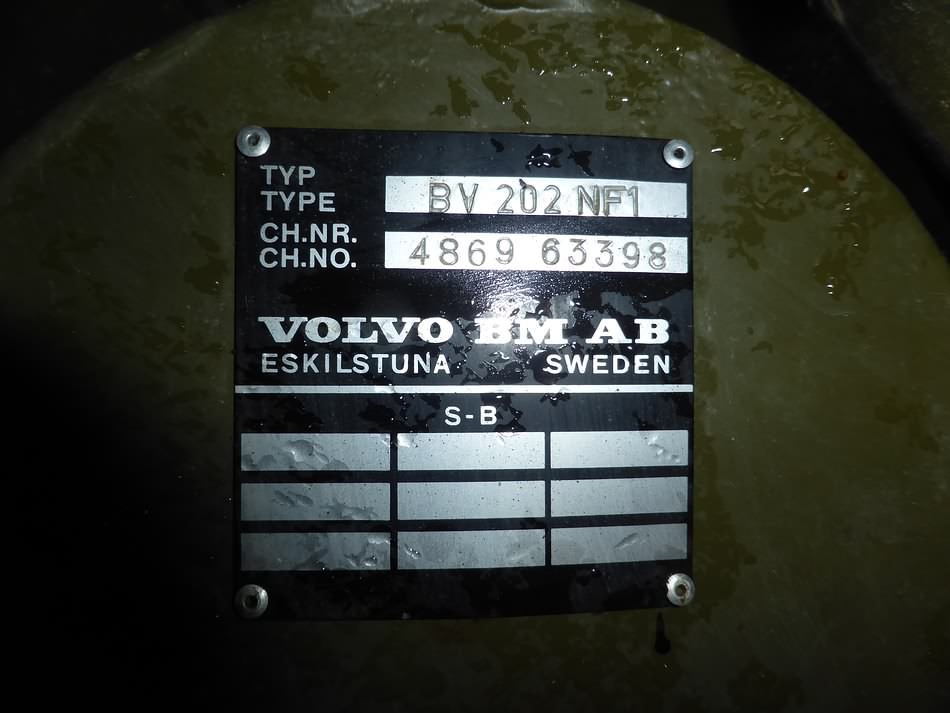 TYP
TYPE BV 202 NF1
CH.NR.
CH.NO. 4869 63398
VOLVO BM AB
ESKILSTUNA SWEDEN
S-B